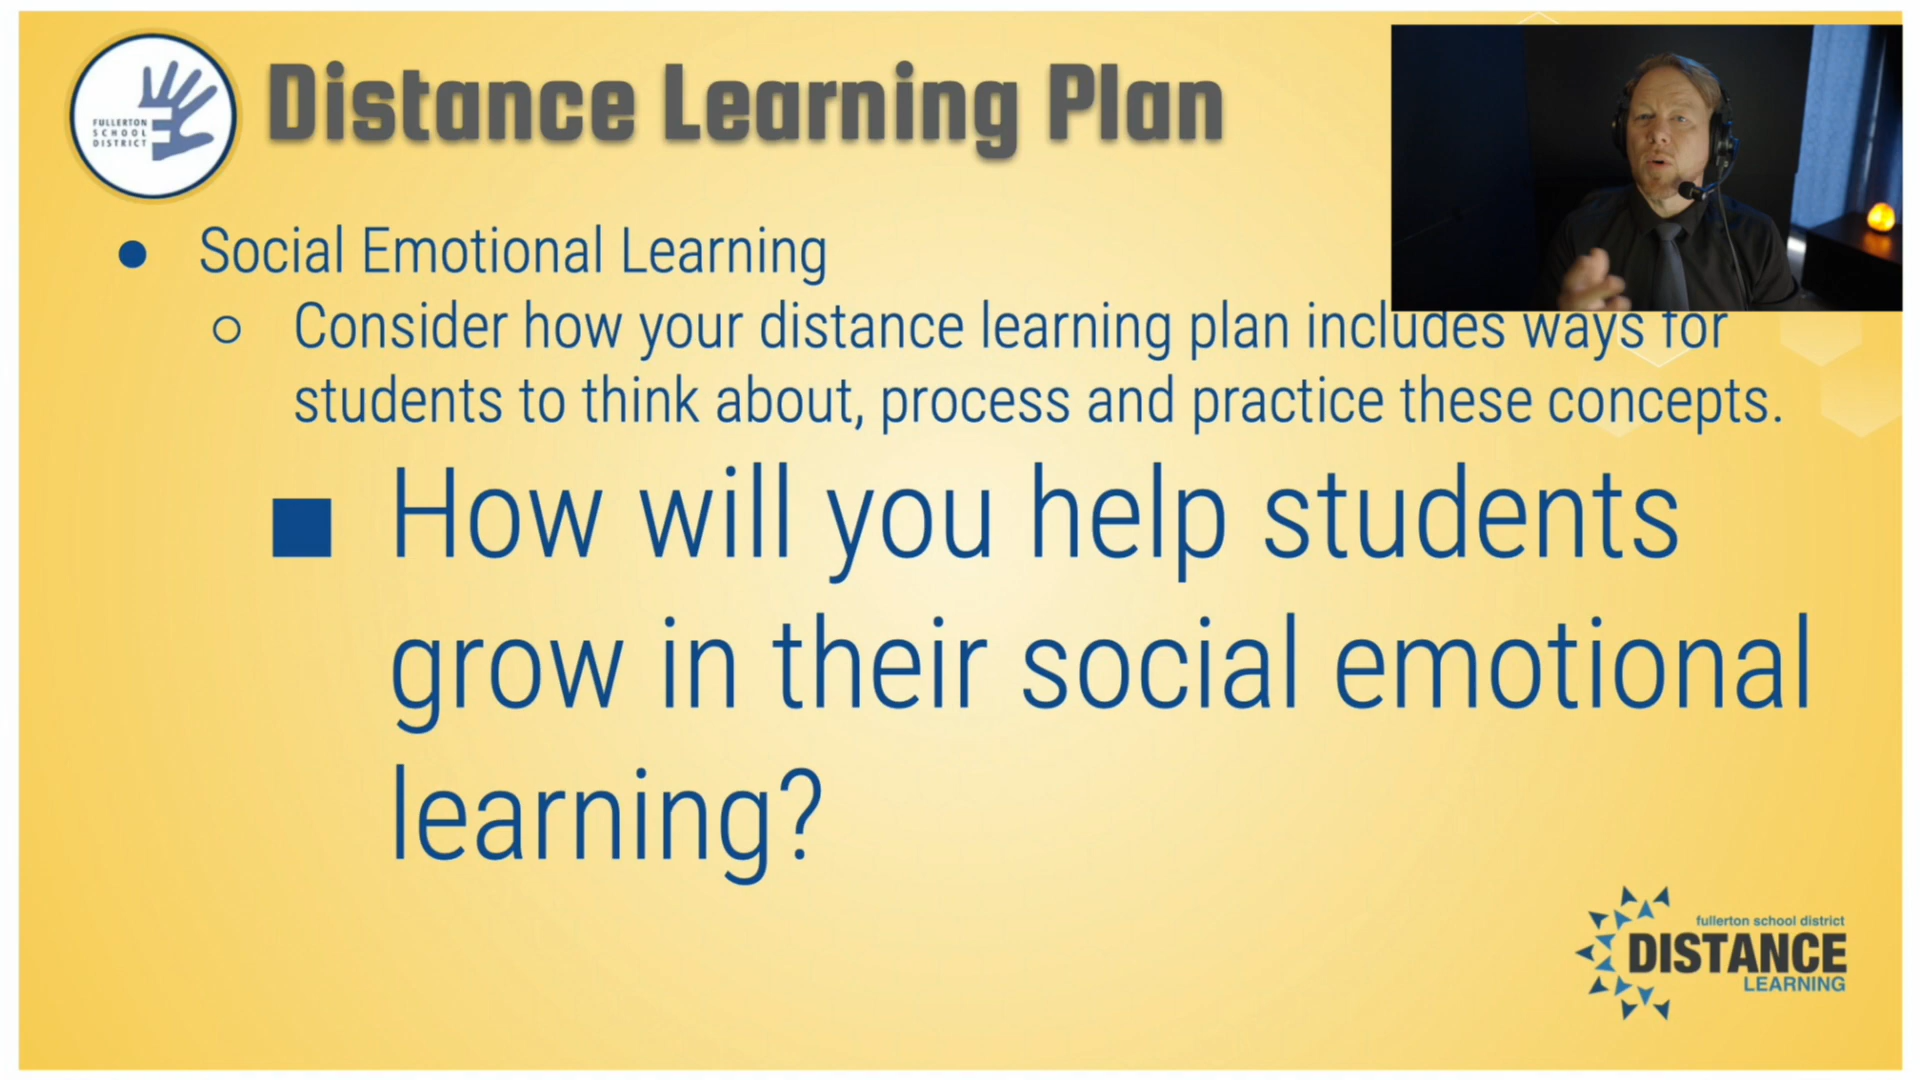 FULLERTON
SCHOOL
DISTRICT
Distance Learning Plan
Social Emotional Learning
Consider how your distance learning plan includes ways for
students to think about, process and practice these concepts.
How will you help students
grow in their social emotional
learning?
fullerton school district
DISTANCE
LEARNING